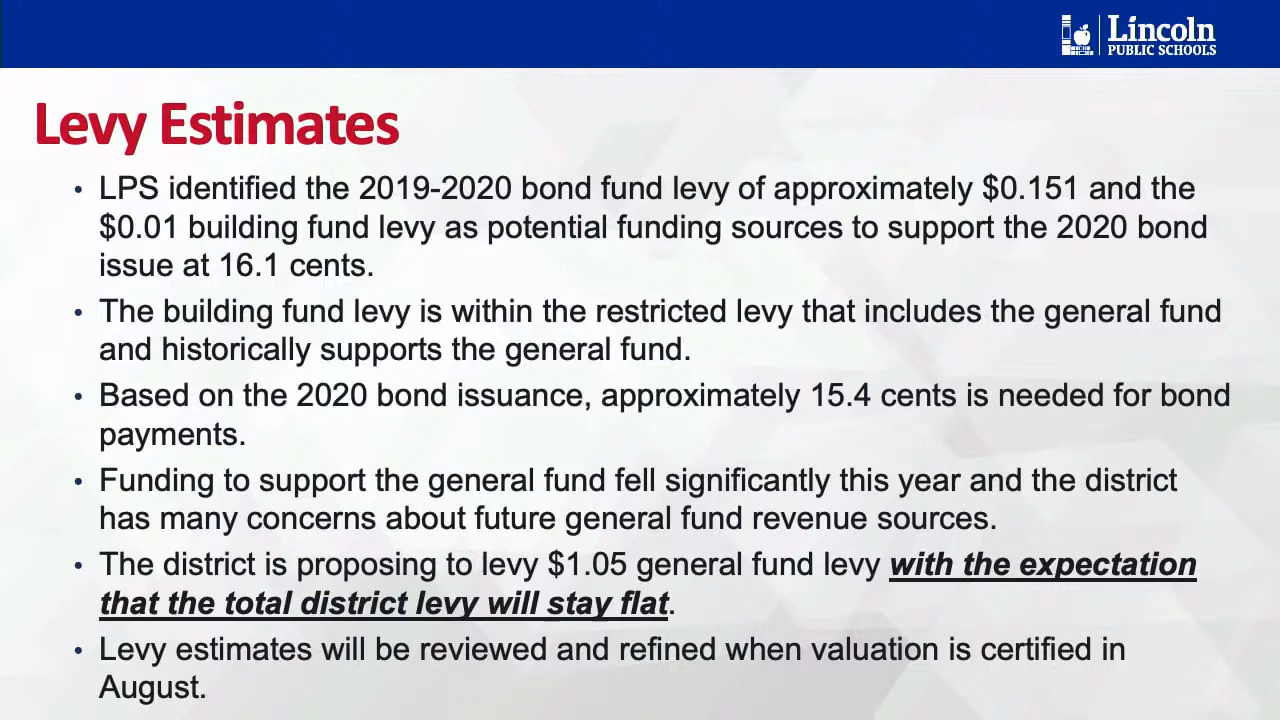 Lincoln
PUBLIC SCHOOLS
Levy Estimates
• LPS identified the 2019-2020 bond fund levy of approximately $0.151 and the
$0.01 building fund levy as potential funding sources to support the 2020 bond
issue at 16.1 cents.
• The building fund levy is within the restricted levy that includes the general fund
and historically supports the general fund.
• Based on the 2020 bond issuance, approximately 15.4 cents is needed for bond
payments.
• Funding to support the general fund fell significantly this year and the district
has many concerns about future general fund revenue sources.
• The district is proposing to levy $1.05 general fund levy with the expectation
that the total district levy will stay flat.
• Levy estimates will be reviewed and refined when valuation is certified in
August.